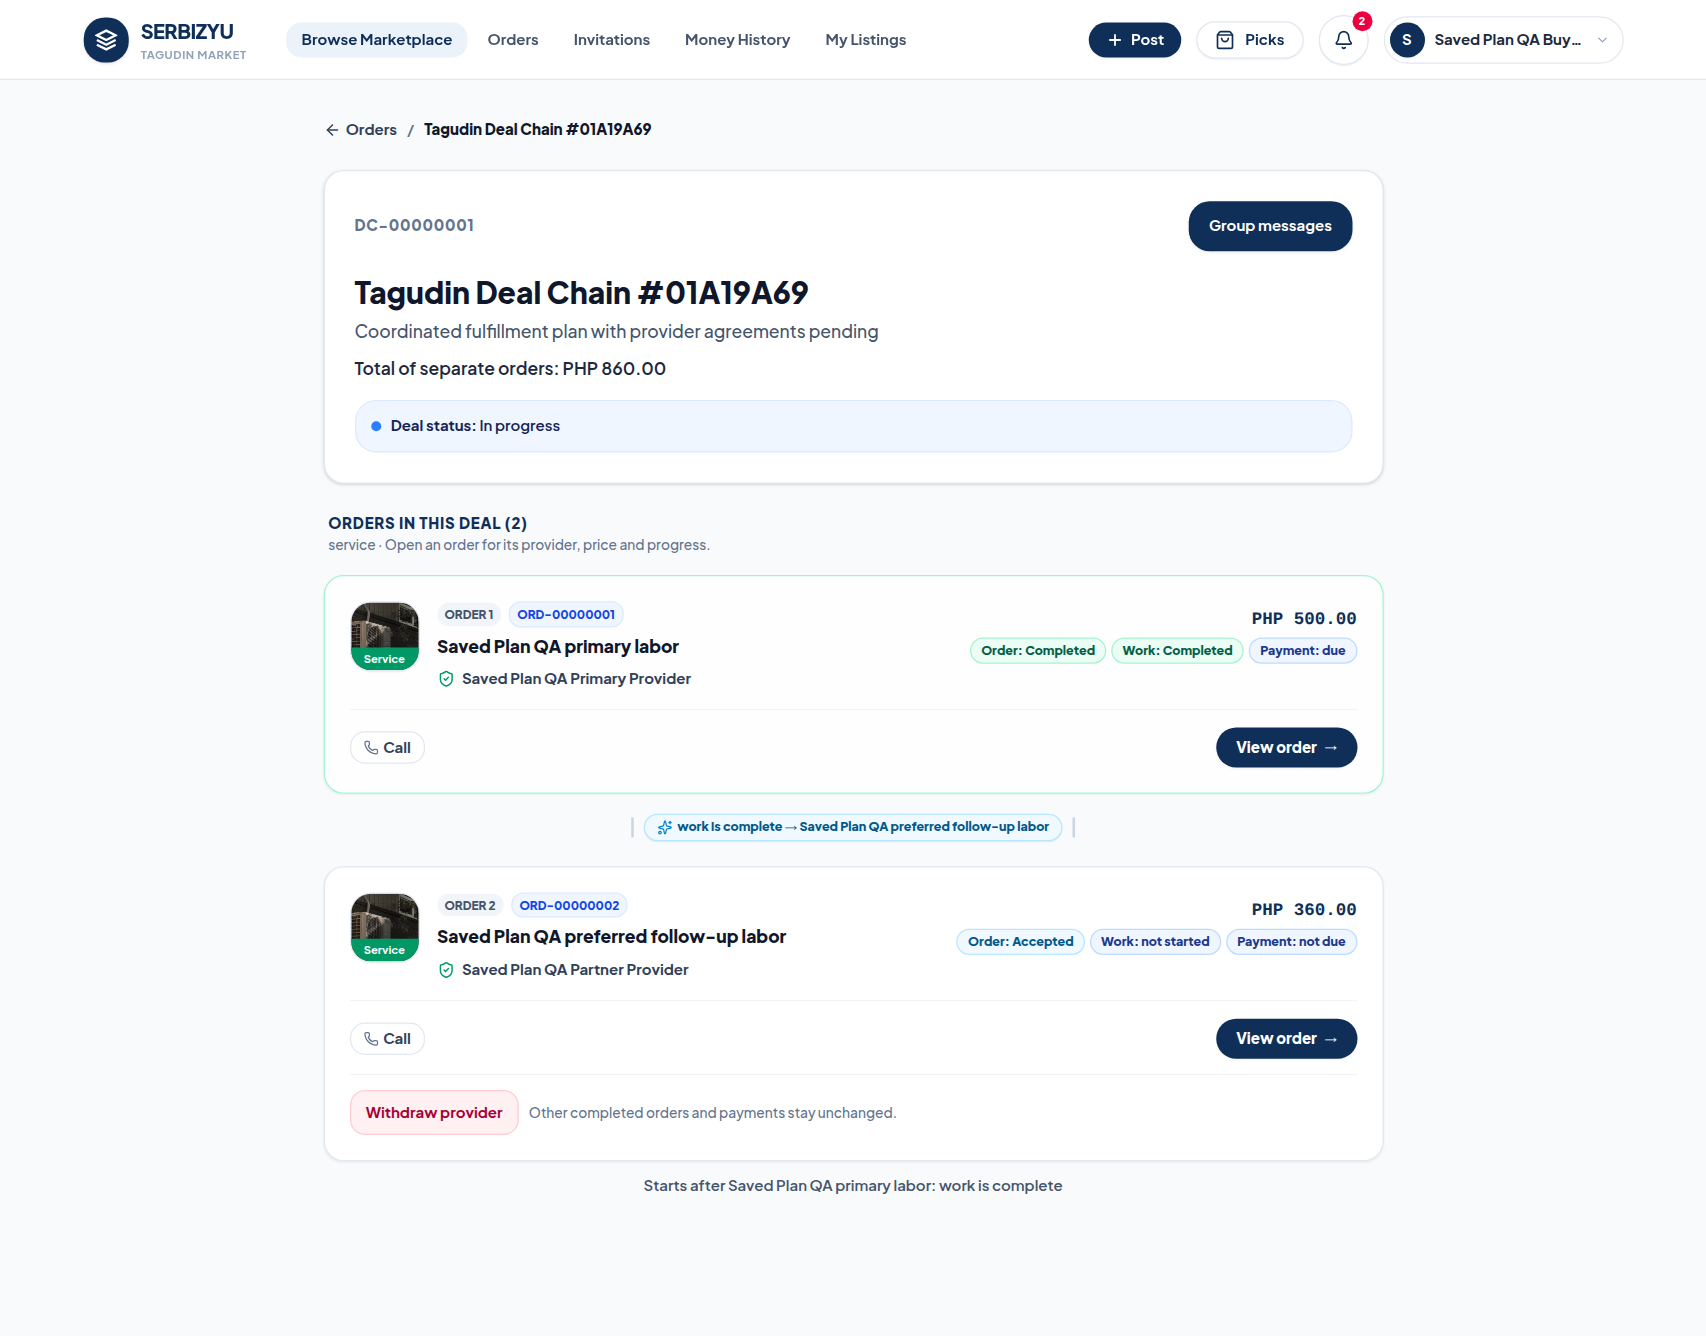 SERBIZYU
TAGUDIN MARKET
Browse Marketplace
Orders
Invitations
Money History
My Listings
+ Post
Picks
2
S
Saved Plan QA Buy...
← Orders / Tagudin Deal Chain #01A19A69
DC-00000001
Group messages
Tagudin Deal Chain #01A19A69
Coordinated fulfillment plan with provider agreements pending
Total of separate orders: PHP 860.00
Deal status: In progress
ORDERS IN THIS DEAL (2)
service · Open an order for its provider, price and progress.
Service
ORDER 1
ORD-00000001
PHP 500.00
Saved Plan QA primary labor
Order: Completed
Work: Completed
Payment: due
Saved Plan QA Primary Provider
Call
View order →
work is complete → Saved Plan QA preferred follow-up labor
Service
ORDER 2
ORD-00000002
PHP 360.00
Saved Plan QA preferred follow-up labor
Order: Accepted
Work: not started
Payment: not due
Saved Plan QA Partner Provider
Call
View order →
Withdraw provider
Other completed orders and payments stay unchanged.
Starts after Saved Plan QA primary labor: work is complete